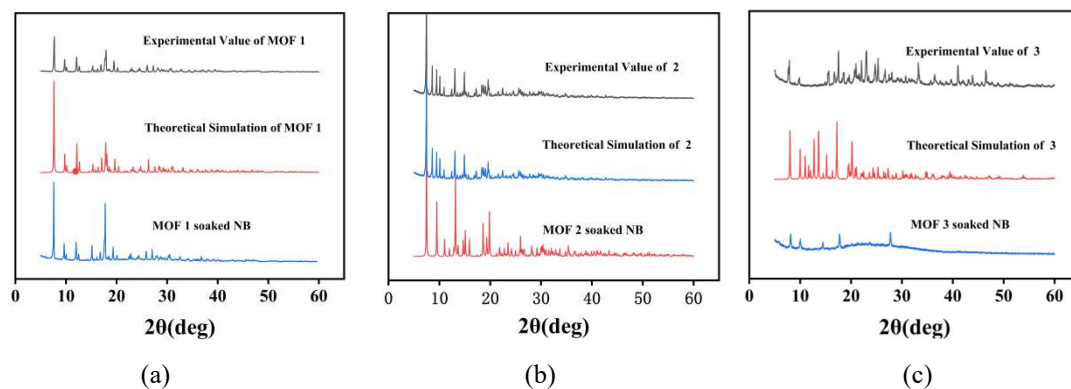 Experimental Value of MOF 1
Theoretical Simulation of MOF 1
MOF 1 soaked NB
0 10 20 30 40 50 60
2θ(deg)
(a)
Experimental Value of 2
Theoretical Simulation of 2
MOF 2 soaked NB
0 10 20 30 40 50 60
2θ(deg)
(b)
Experimental Value of 3
Theoretical Simulation of 3
MOF 3 soaked NB
0 10 20 30 40 50 60
2θ(deg)
(c)